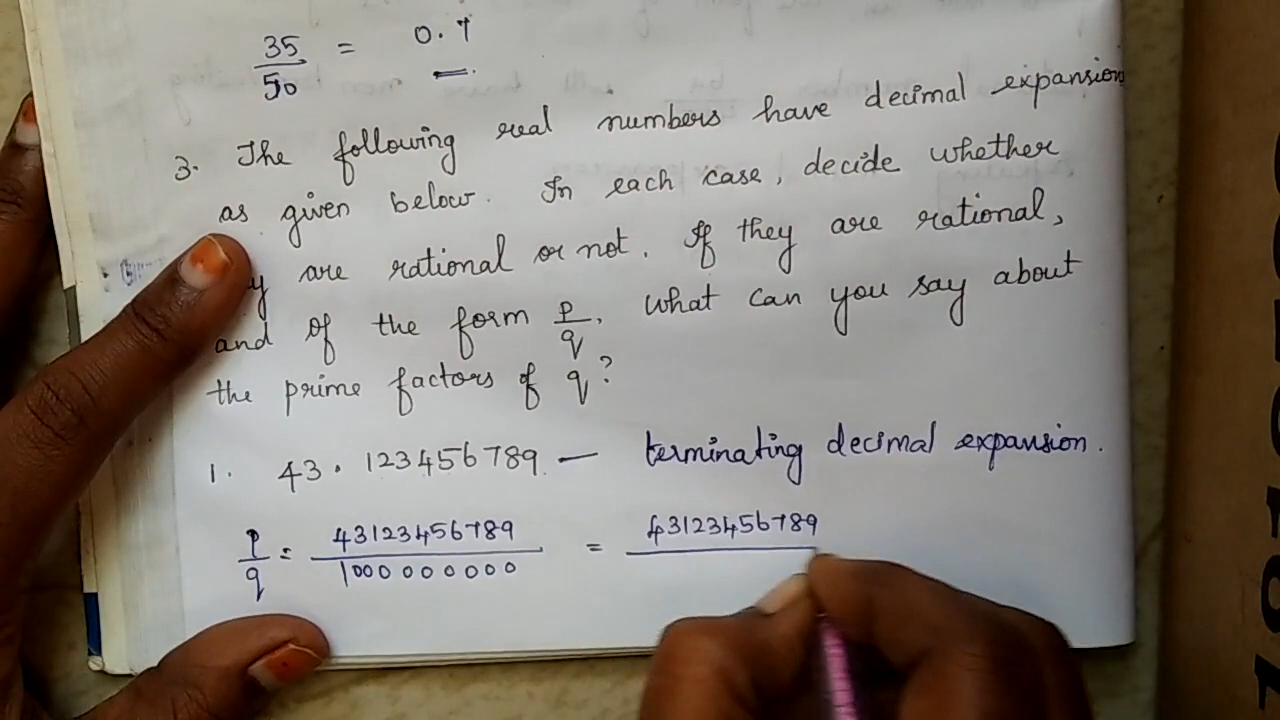 35/50 = 0.7
3. The following real numbers have decimal expansion
as given below. In each case, decide whether
y are rational or not. If they are rational,
and of the form p/q, what can you say about
the prime factors of q?
1. 43.123456789 — terminating decimal expansion.
p/q = 43123456789/1000000000 = 43123456789